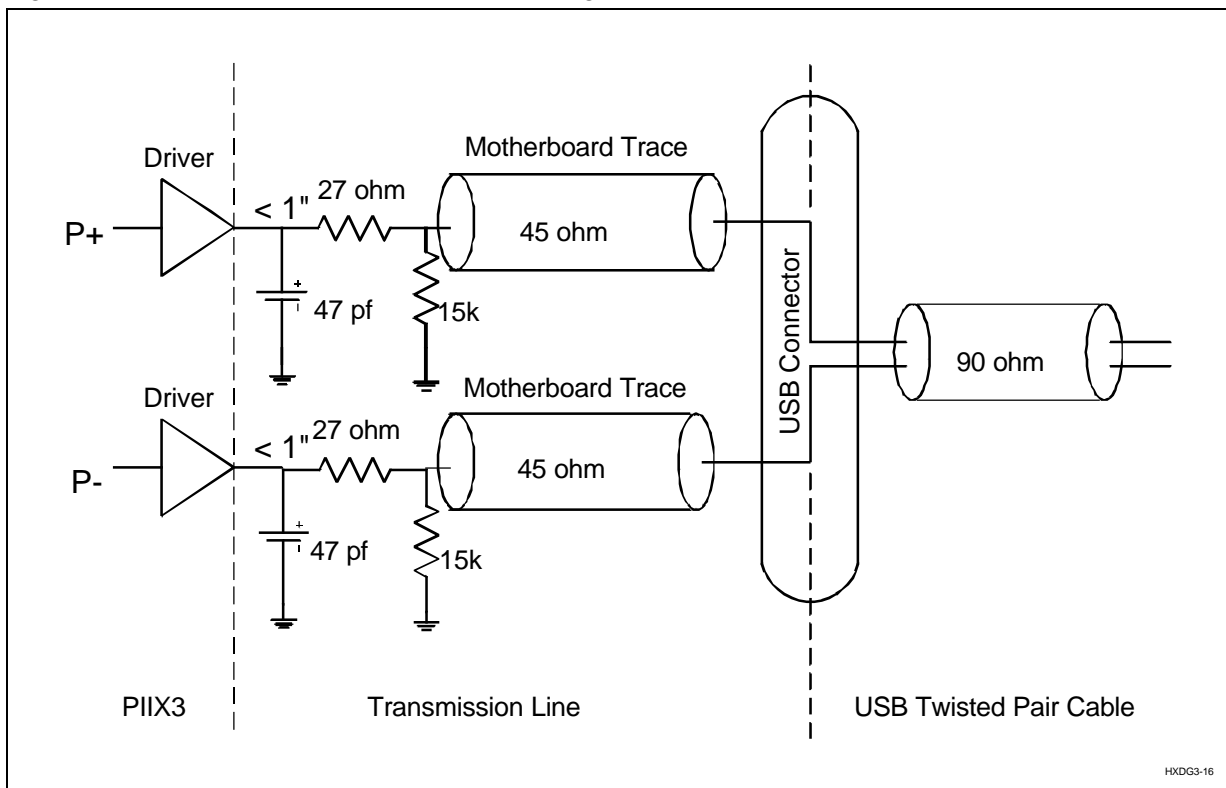 Driver
P+
< 1"
27 ohm
+
47 pf
15k
Motherboard Trace
45 ohm
Driver
P-
< 1"
27 ohm
+
47 pf
15k
Motherboard Trace
45 ohm
USB Connector
90 ohm
PIIX3
Transmission Line
USB Twisted Pair Cable
HXDG3-16